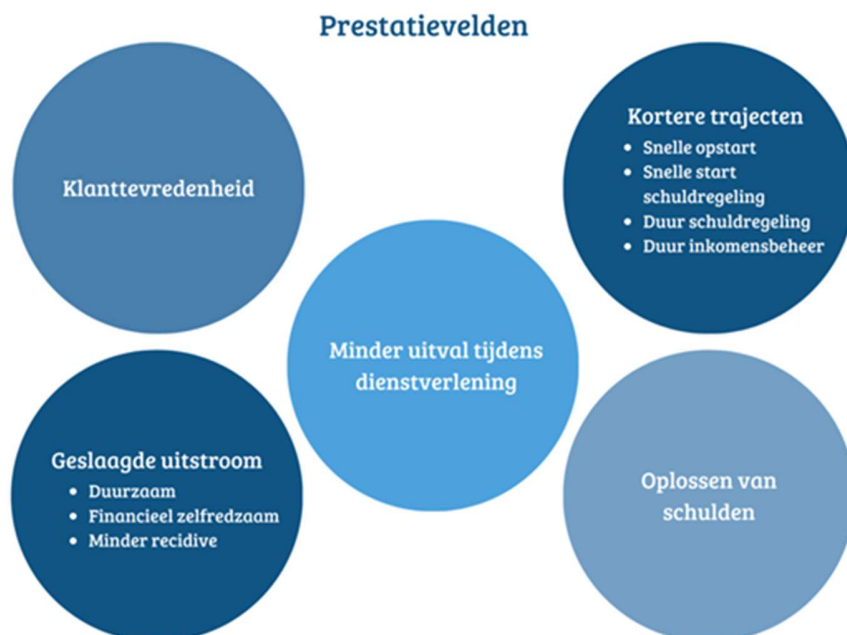 Prestatievelden
Klanttevredenheid
Kortere trajecten
• Snelle opstart
• Snelle start
schuldregeling
• Duur schuldregeling
• Duur inkomensbeheer
Minder uitval tijdens
dienstverlening
Geslaagde uitstroom
• Duurzaam
• Financieel zelfredzaam
• Minder recidive
Oplossen van
schulden